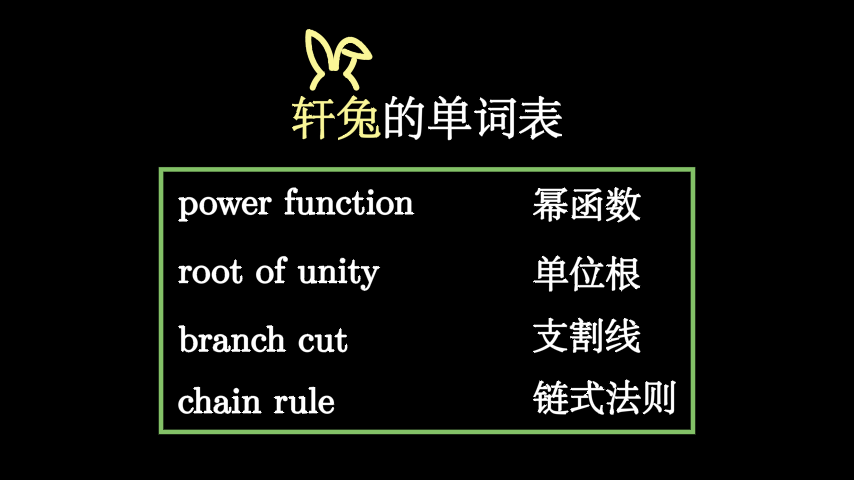 轩兔的单词表
power function 幂函数
root of unity 单位根
branch cut 支割线
chain rule 链式法则